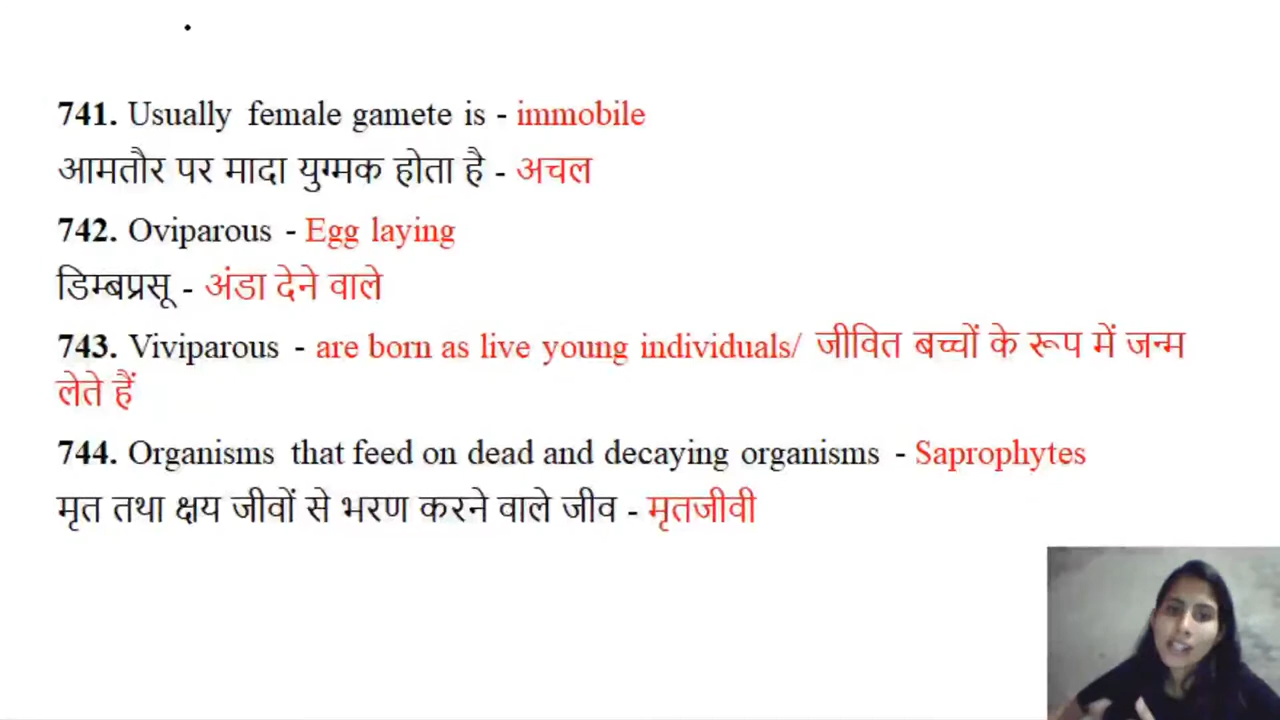 741. Usually female gamete is - immobile
आमतौर पर मादा युग्मक होता है - अचल
742. Oviparous - Egg laying
डिम्बप्रसू - अंडा देने वाले
743. Viviparous - are born as live young individuals/ जीवित बच्चों के रूप में जन्म
लेते हैं
744. Organisms that feed on dead and decaying organisms - Saprophytes
मृत तथा क्षय जीवों से भरण करने वाले जीव - मृतजीवी